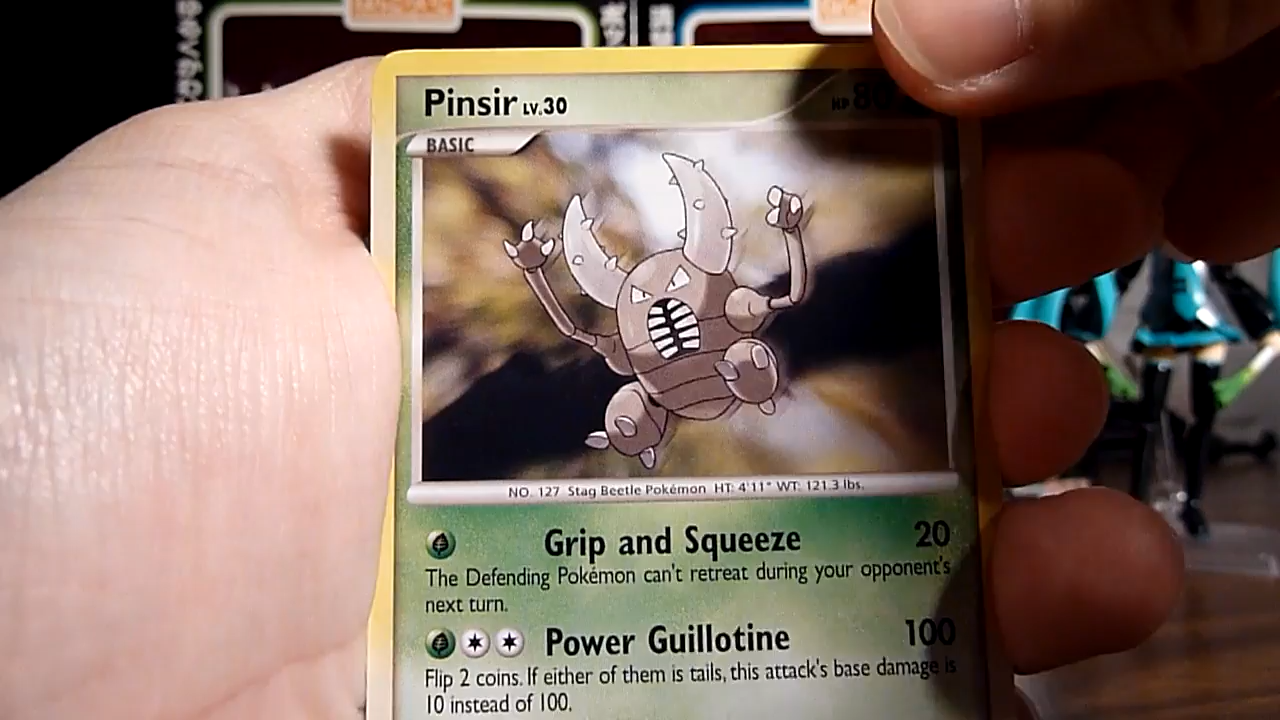 Pinsir LV.30 HP 80
BASIC
NO. 127 Stag Beetle Pokémon HT: 4'11" WT: 121.3 lbs.
Grip and Squeeze 20
The Defending Pokémon can't retreat during your opponent's
next turn.
Power Guillotine 100
Flip 2 coins. If either of them is tails, this attack's base damage is
10 instead of 100.